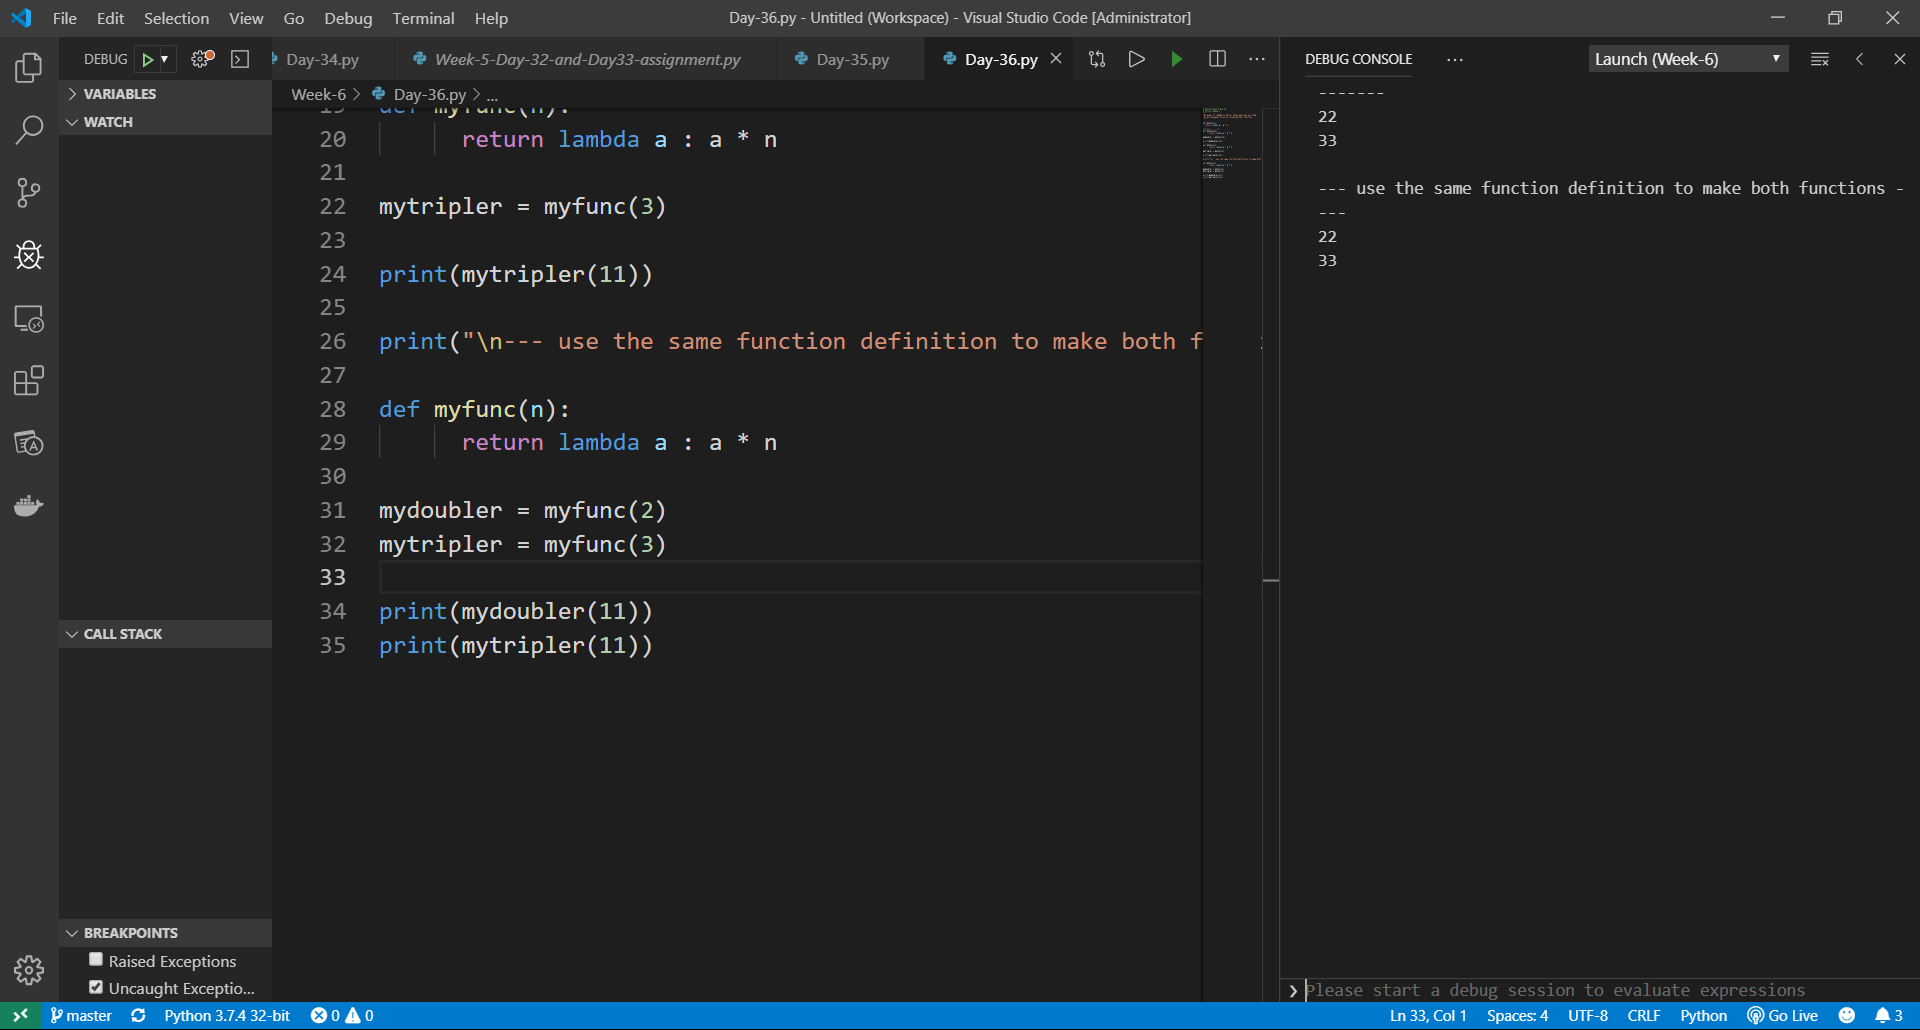 File Edit Selection View Go Debug Terminal Help
Day-36.py - Untitled (Workspace) - Visual Studio Code [Administrator]
DEBUG
VARIABLES
WATCH
CALL STACK
BREAKPOINTS
Raised Exceptions
Uncaught Exceptio...
Day-34.py
Week-5-Day-32-and-Day33-assignment.py
Day-35.py
Day-36.py
Week-6 > Day-36.py > ...
19 def myfunc(n):
20 return lambda a : a * n
21
22 mytripler = myfunc(3)
23
24 print(mytripler(11))
25
26 print("\n--- use the same function definition to make both f
27
28 def myfunc(n):
29 return lambda a : a * n
30
31 mydoubler = myfunc(2)
32 mytripler = myfunc(3)
33
34 print(mydoubler(11))
35 print(mytripler(11))
DEBUG CONSOLE
Launch (Week-6)
-------
22
33
--- use the same function definition to make both functions -
---
22
33
Please start a debug session to evaluate expressions
master
Python 3.7.4 32-bit
0
0
Ln 33, Col 1
Spaces: 4
UTF-8
CRLF
Python
Go Live
3